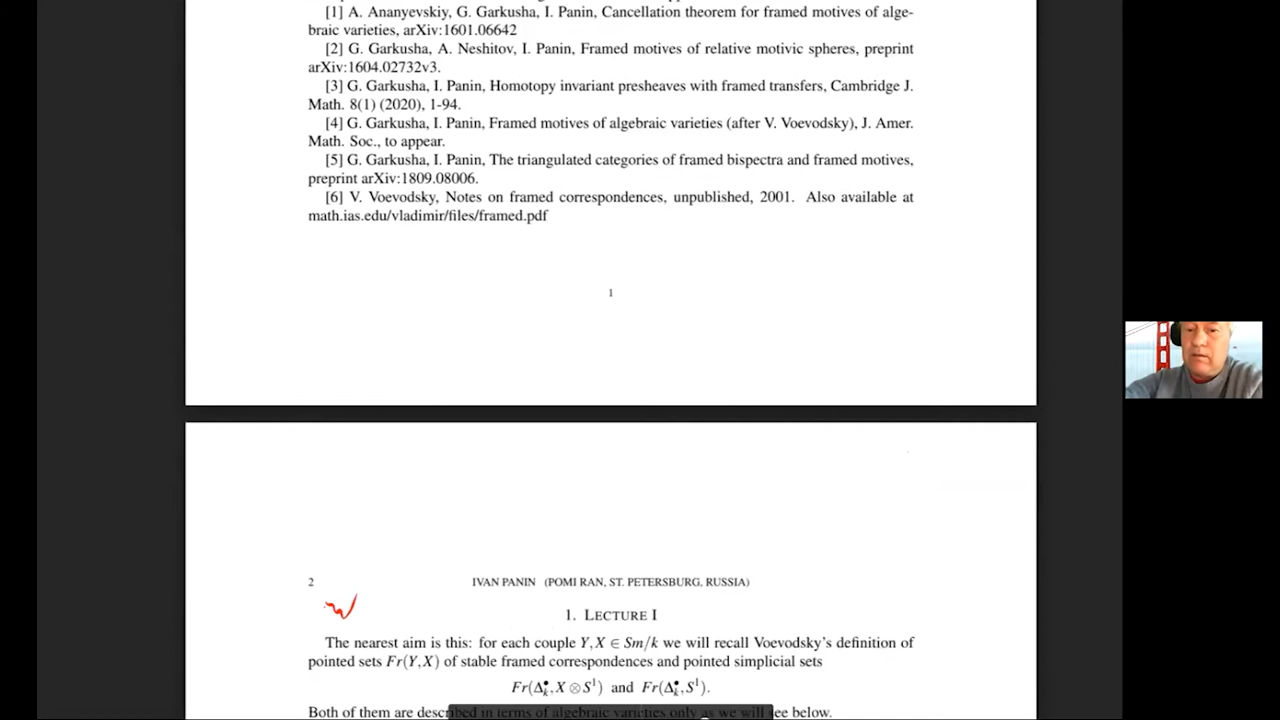 [1] A. Ananyevskiy, G. Garkusha, I. Panin, Cancellation theorem for framed motives of alge-
braic varieties, arXiv:1601.06642
[2] G. Garkusha, A. Neshitov, I. Panin, Framed motives of relative motivic spheres, preprint
arXiv:1604.02732v3.
[3] G. Garkusha, I. Panin, Homotopy invariant presheaves with framed transfers, Cambridge J.
Math. 8(1) (2020), 1-94.
[4] G. Garkusha, I. Panin, Framed motives of algebraic varieties (after V. Voevodsky), J. Amer.
Math. Soc., to appear.
[5] G. Garkusha, I. Panin, The triangulated categories of framed bispectra and framed motives,
preprint arXiv:1809.08006.
[6] V. Voevodsky, Notes on framed correspondences, unpublished, 2001. Also available at
math.ias.edu/vladimir/files/framed.pdf
1
2 IVAN PANIN (POMI RAN, ST. PETERSBURG, RUSSIA)
1. LECTURE I
The nearest aim is this: for each couple Y, X ∈ Sm/k we will recall Voevodsky's definition of
pointed sets Fr(Y,X) of stable framed correspondences and pointed simplicial sets
Fr(Δ•k, X ⊗ S¹) and Fr(Δ•k, S¹).
Both of them are described in terms of algebraic varieties only as we will see below.